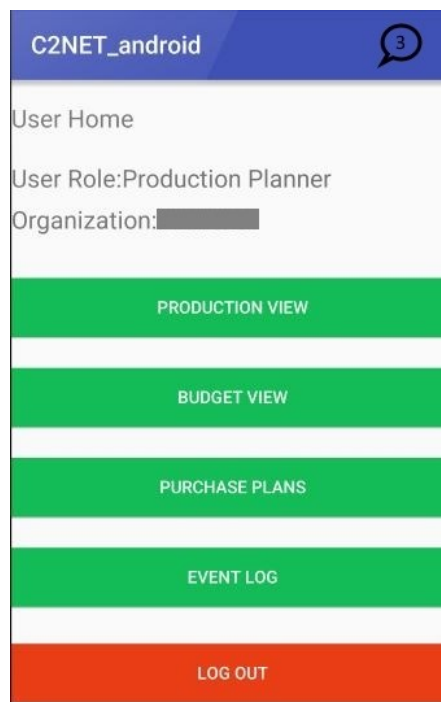 C2NET_android
3
User Home
User Role:Production Planner
Organization:
PRODUCTION VIEW
BUDGET VIEW
PURCHASE PLANS
EVENT LOG
LOG OUT